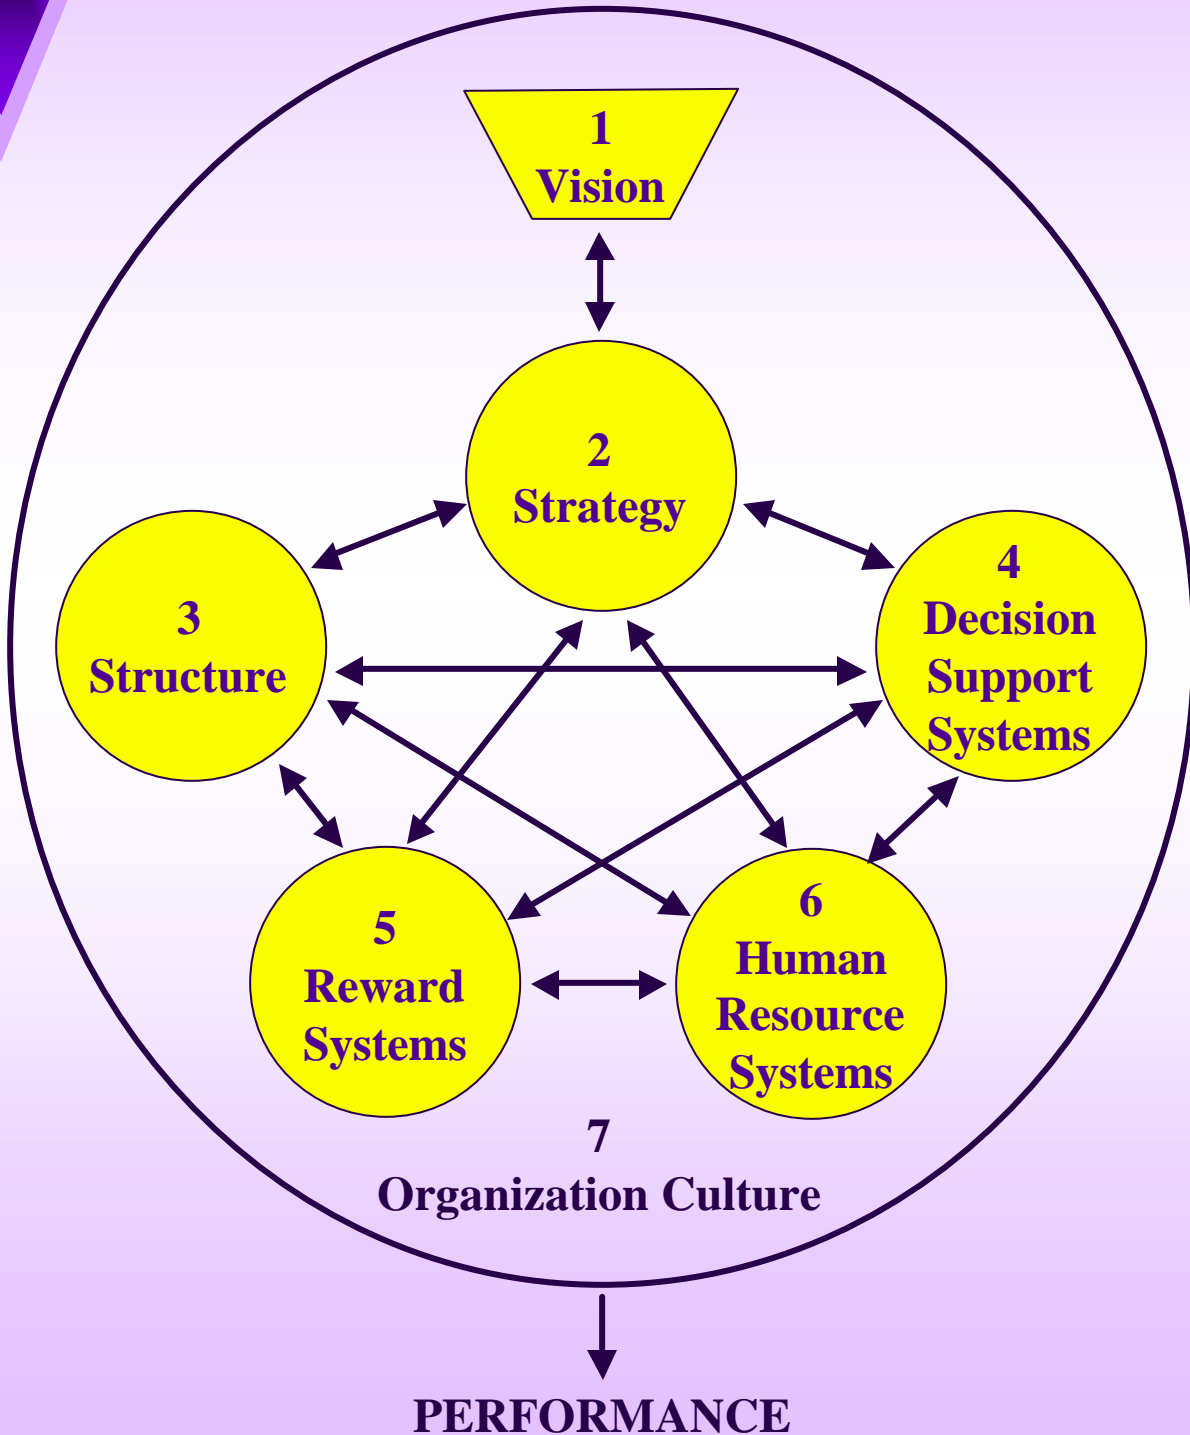 1
Vision
2
Strategy
3
Structure
4
Decision
Support
Systems
5
Reward
Systems
6
Human
Resource
Systems
7
Organization Culture
PERFORMANCE